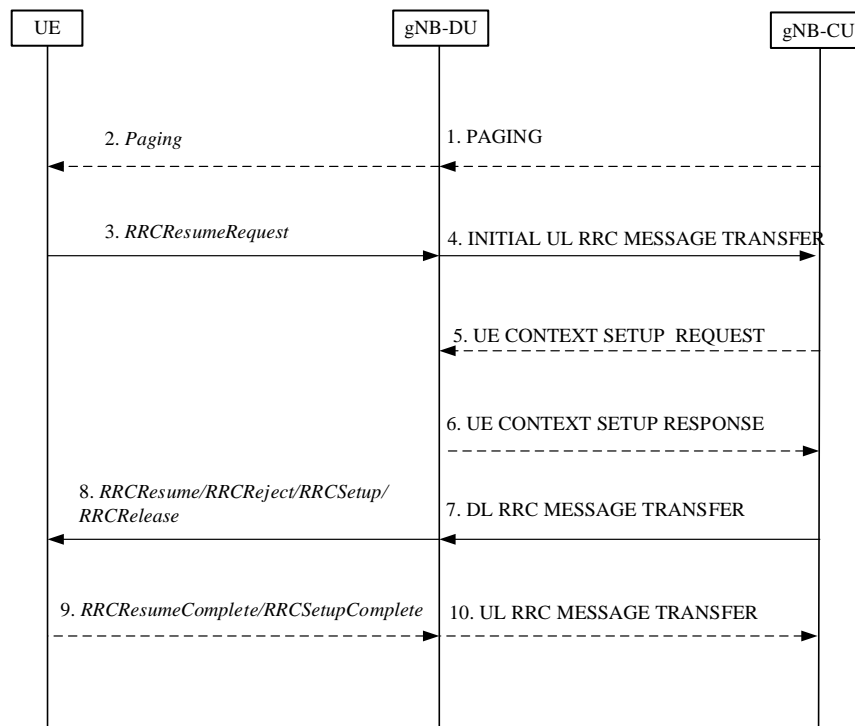 UE
gNB-DU
gNB-CU
2. Paging
1. PAGING
3. RRCResumeRequest
4. INITIAL UL RRC MESSAGE TRANSFER
5. UE CONTEXT SETUP  REQUEST
6. UE CONTEXT SETUP RESPONSE
8. RRCResume/RRCReject/RRCSetup/
RRCRelease
7. DL RRC MESSAGE TRANSFER
9. RRCResumeComplete/RRCSetupComplete
10. UL RRC MESSAGE TRANSFER